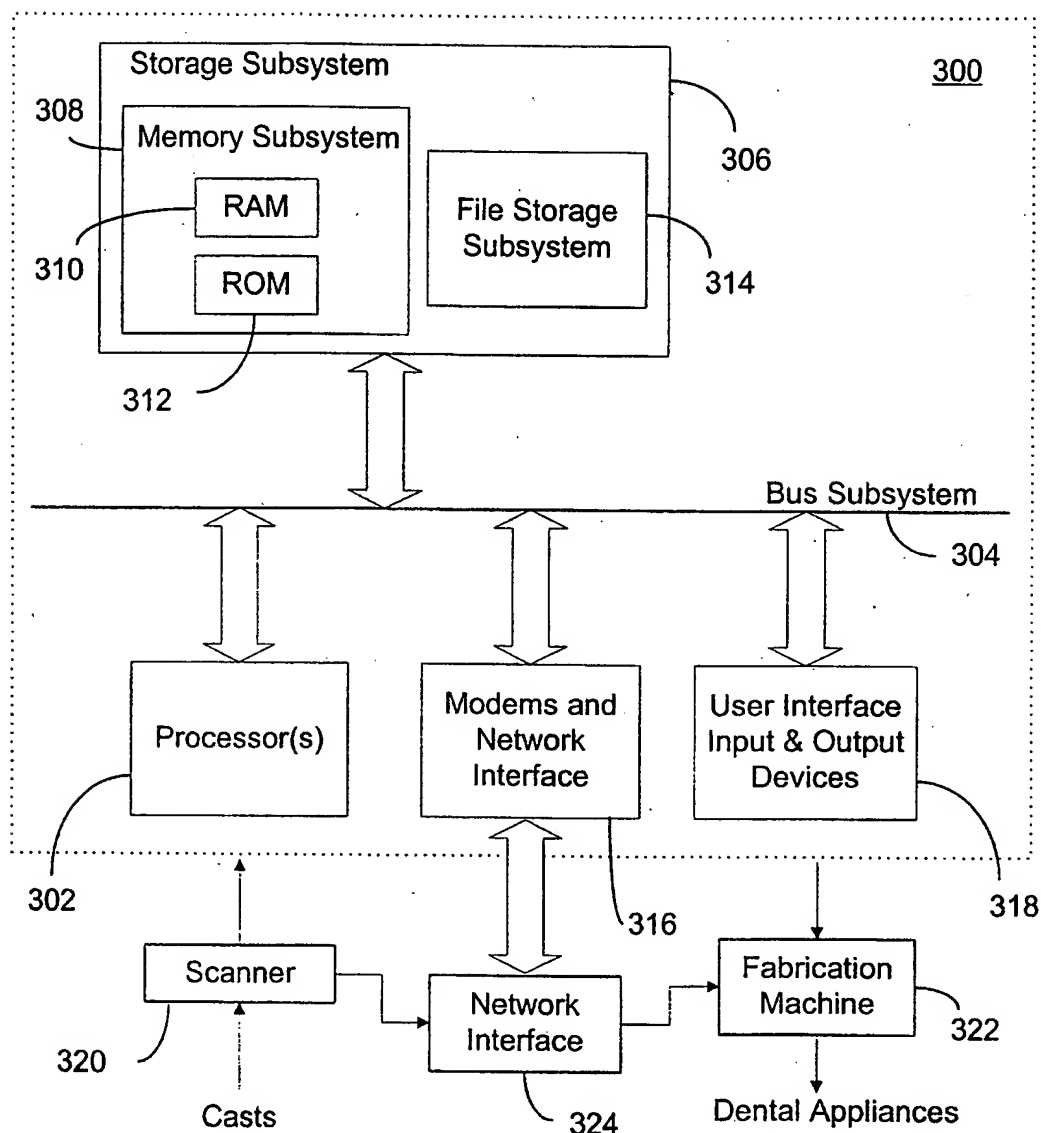 Storage Subsystem
300
308
Memory Subsystem
306
RAM
File Storage
Subsystem
310
314
ROM
312
Bus Subsystem
304
Processor(s)
Modems and
Network
Interface
User Interface
Input & Output
Devices
302
316
318
Scanner
Network
Interface
Fabrication
Machine
320
322
Casts
324
Dental Appliances